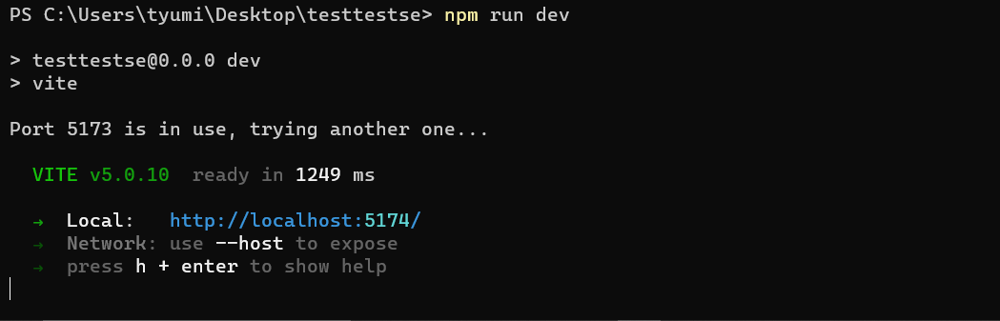 PS C:\Users\tyumi\Desktop\testtestse> npm run dev
> testtestse@0.0.0 dev
> vite
Port 5173 is in use, trying another one...
VITE v5.0.10  ready in 1249 ms
➜  Local:   http://localhost:5174/
➜  Network: use --host to expose
➜  press h + enter to show help